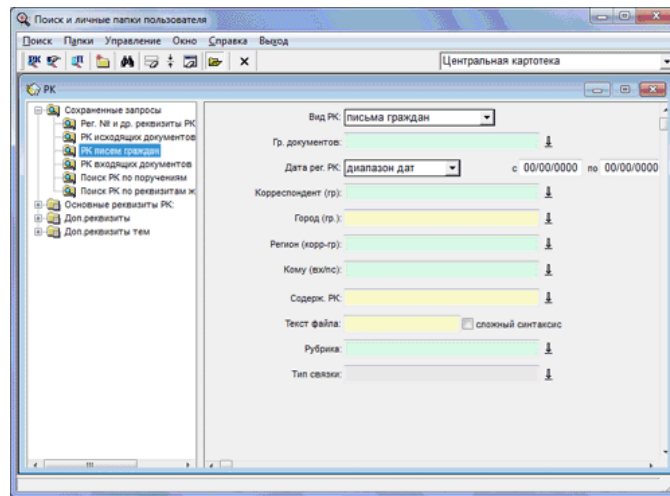 Поиск и личные папки пользователя
Поиск Папки Управление Окно Справка Выход
Центральная картотека
РК
Сохраненные запросы
Рег. № и др. реквизиты РК
РК исходящих документов
РК писем граждан
РК входящих документов
Поиск РК по поручениям
Поиск РК по реквизитам ж
Основные реквизиты РК:
Доп.реквизиты
Доп.реквизиты тем
Вид РК: письма граждан
Гр. документов:
Дата рег. РК: диапазон дат с 00/00/0000 по 00/00/0000
Корреспондент (гр):
Город (гр.):
Регион (корр-гр):
Кому (вх/пс):
Содерж. РК:
Текст файла: сложный синтаксис
Рубрика:
Тип связки: